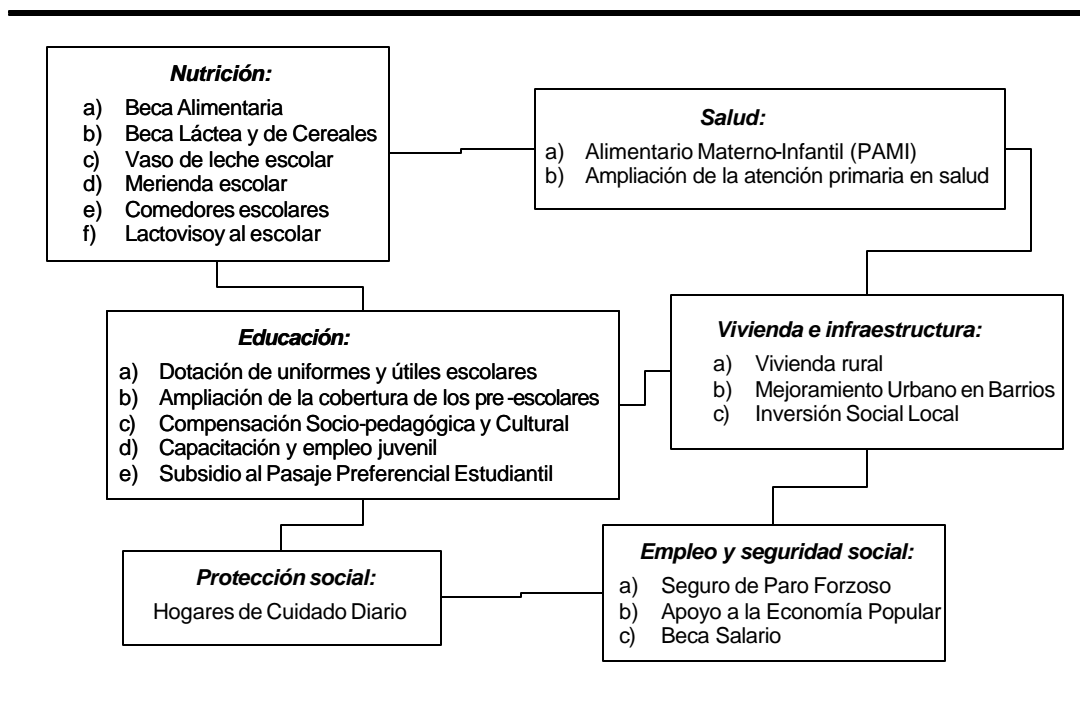 Nutrición:
a) Beca Alimentaria
b) Beca Láctea y de Cereales
c) Vaso de leche escolar
d) Merienda escolar
e) Comedores escolares
f) Lactovisoy al escolar
Salud:
a) Alimentario Materno-Infantil (PAMI)
b) Ampliación de la atención primaria en salud
Educación:
a) Dotación de uniformes y útiles escolares
b) Ampliación de la cobertura de los pre-escolares
c) Compensación Socio-pedagógica y Cultural
d) Capacitación y empleo juvenil
e) Subsidio al Pasaje Preferencial Estudiantil
Vivienda e infraestructura:
a) Vivienda rural
b) Mejoramiento Urbano en Barrios
c) Inversión Social Local
Protección social:
Hogares de Cuidado Diario
Empleo y seguridad social:
a) Seguro de Paro Forzoso
b) Apoyo a la Economía Popular
c) Beca Salario